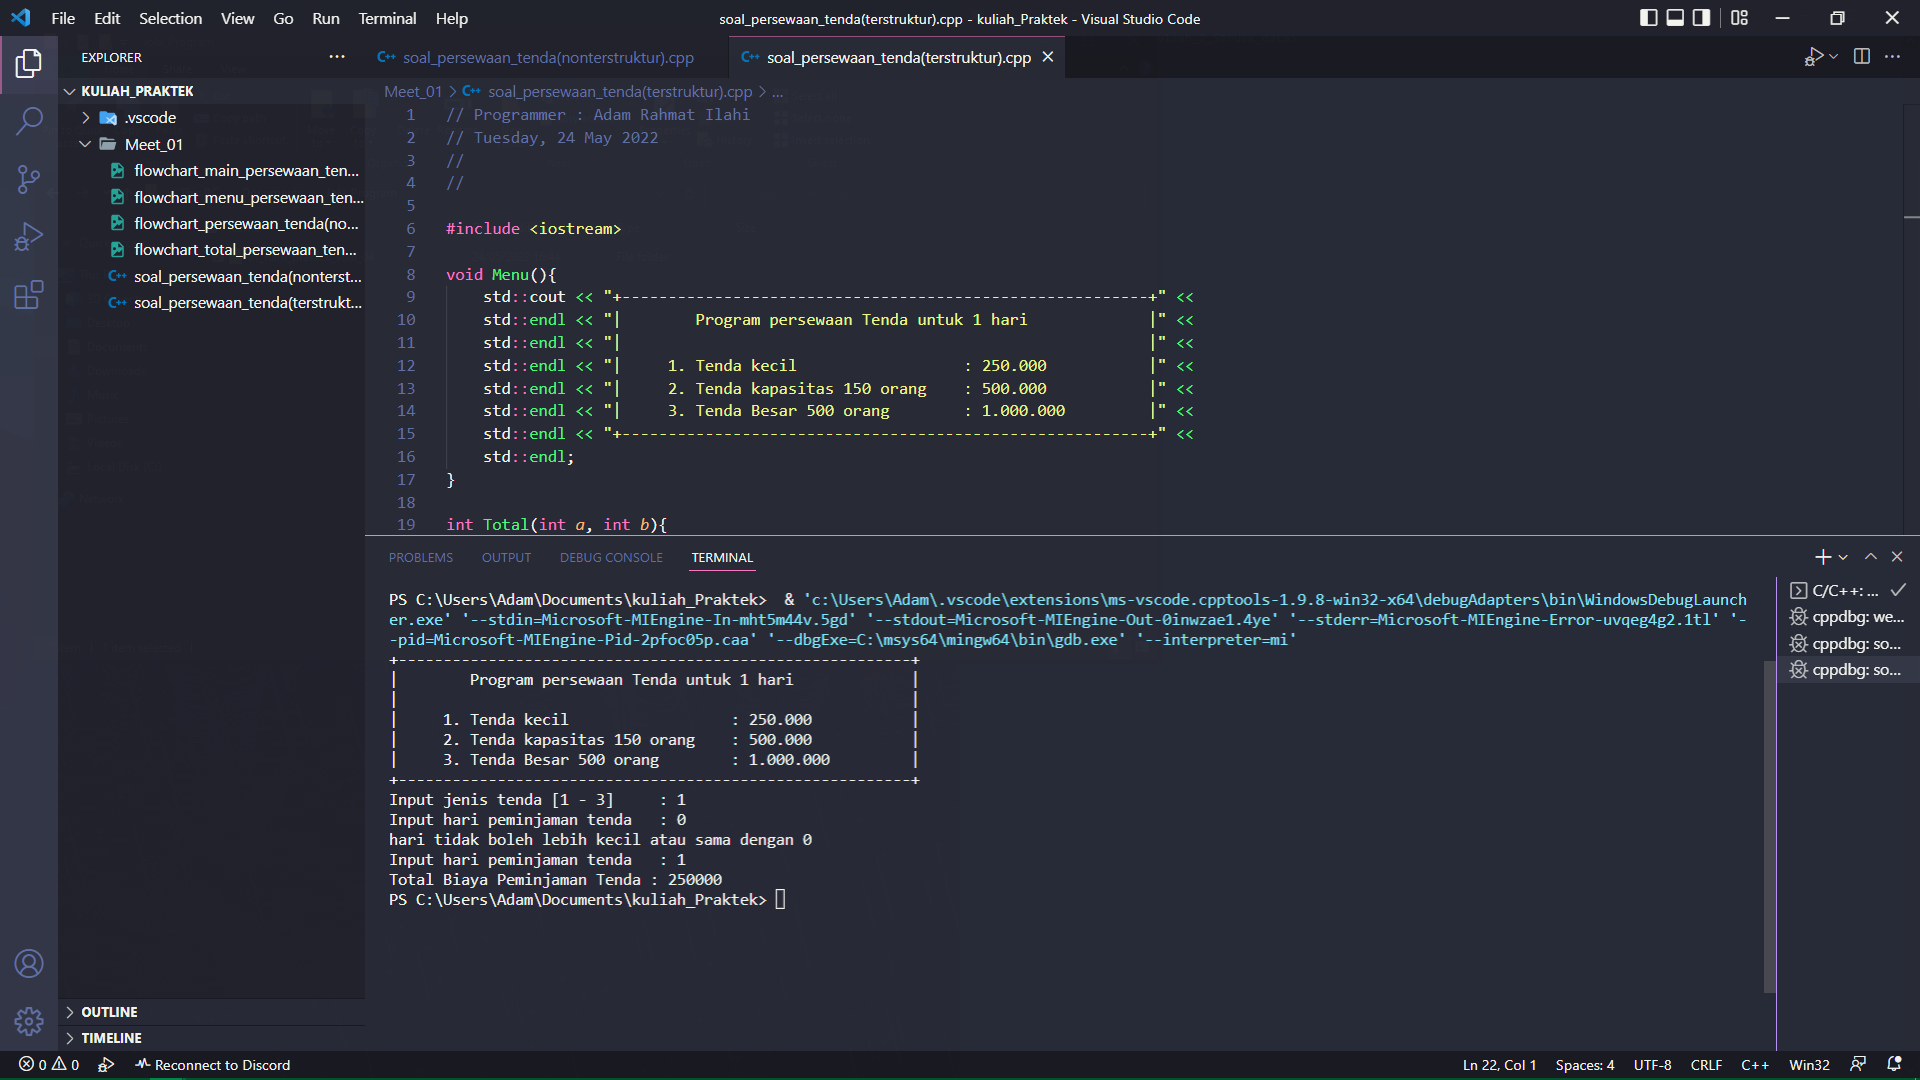 File Edit Selection View Go Run Terminal Help
soal_persewaan_tenda(terstruktur).cpp - kuliah_Praktek - Visual Studio Code
EXPLORER
KULIAH_PRAKTEK
.vscode
Meet_01
flowchart_main_persewaan_ten...
flowchart_menu_persewaan_ten...
flowchart_persewaan_tenda(no...
flowchart_total_persewaan_ten...
soal_persewaan_tenda(nonterst...
soal_persewaan_tenda(terstrukt...
OUTLINE
TIMELINE
soal_persewaan_tenda(nonterstruktur).cpp
soal_persewaan_tenda(terstruktur).cpp
Meet_01 > soal_persewaan_tenda(terstruktur).cpp > ...
1 // Programmer : Adam Rahmat Ilahi
2 // Tuesday, 24 May 2022
3 //
4 //
5
6 #include <iostream>
7
8 void Menu(){
9     std::cout << "+---------------------------------------------------------+" <<
10     std::endl << "|        Program persewaan Tenda untuk 1 hari             |" <<
11     std::endl << "|                                                         |" <<
12     std::endl << "|     1. Tenda kecil                  : 250.000           |" <<
13     std::endl << "|     2. Tenda kapasitas 150 orang    : 500.000           |" <<
14     std::endl << "|     3. Tenda Besar 500 orang        : 1.000.000         |" <<
15     std::endl << "+---------------------------------------------------------+" <<
16     std::endl;
17 }
18
19 int Total(int a, int b){
PROBLEMS OUTPUT DEBUG CONSOLE TERMINAL
PS C:\Users\Adam\Documents\kuliah_Praktek>  & 'c:\Users\Adam\.vscode\extensions\ms-vscode.cpptools-1.9.8-win32-x64\debugAdapters\bin\WindowsDebugLaunch
er.exe' '--stdin=Microsoft-MIEngine-In-mht5m44v.5gd' '--stdout=Microsoft-MIEngine-Out-0inwzae1.4ye' '--stderr=Microsoft-MIEngine-Error-uvqeg4g2.1tl' '-
-pid=Microsoft-MIEngine-Pid-2pfoc05p.caa' '--dbgExe=C:\msys64\mingw64\bin\gdb.exe' '--interpreter=mi'
+---------------------------------------------------------+
|        Program persewaan Tenda untuk 1 hari             |
|                                                         |
|     1. Tenda kecil                  : 250.000           |
|     2. Tenda kapasitas 150 orang    : 500.000           |
|     3. Tenda Besar 500 orang        : 1.000.000         |
+---------------------------------------------------------+
Input jenis tenda [1 - 3]     : 1
Input hari peminjaman tenda   : 0
hari tidak boleh lebih kecil atau sama dengan 0
Input hari peminjaman tenda   : 1
Total Biaya Peminjaman Tenda : 250000
PS C:\Users\Adam\Documents\kuliah_Praktek>
C/C++: ...
cppdbg: we...
cppdbg: so...
cppdbg: so...
0 0 Reconnect to Discord
Ln 22, Col 1 Spaces: 4 UTF-8 CRLF C++ Win32